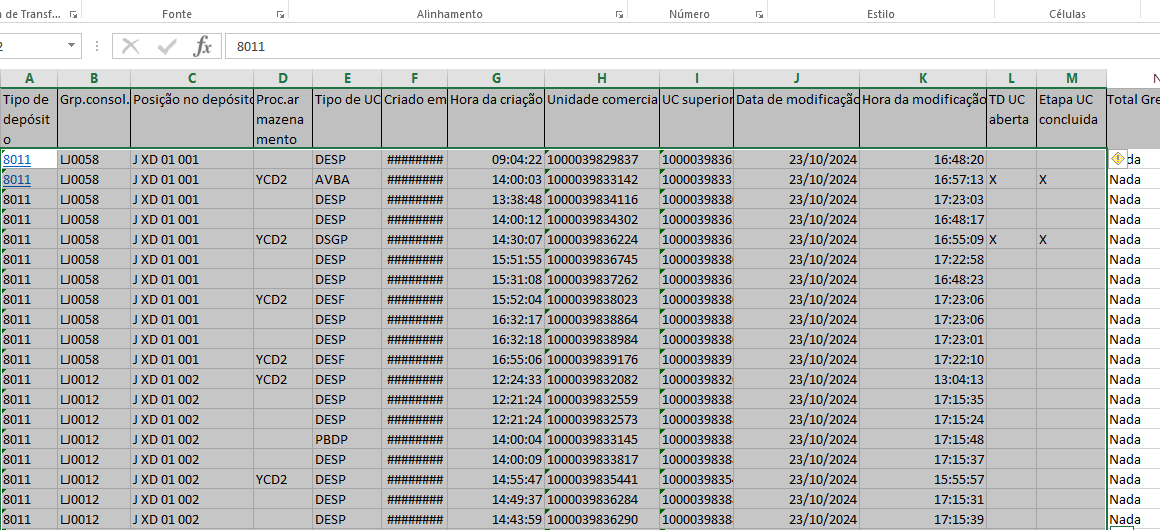 a de Transf... Fonte Alinhamento Número Estilo Células
2 fx 8011
A B C D E F G H I J K L M N
Tipo de depósito Grp.consol. Posição no depósito Proc.armazenamento Tipo de UC Criado em Hora da criação Unidade comercia UC superior Data de modificação Hora da modificação TD UC aberta Etapa UC concluida Total Gre
8011 LJ0058 J XD 01 001 DESP ######## 09:04:22 1000039829837 10000398363 23/10/2024 16:48:20 da
8011 LJ0058 J XD 01 001 YCD2 AVBA ######## 14:00:03 1000039833142 1000039833 23/10/2024 16:57:13 X X Nada
8011 LJ0058 J XD 01 001 DESP ######## 13:38:48 1000039834116 1000039838 23/10/2024 17:23:03 Nada
8011 LJ0058 J XD 01 001 DESP ######## 14:00:12 1000039834302 1000039836 23/10/2024 16:48:17 Nada
8011 LJ0058 J XD 01 001 YCD2 DSGP ######## 14:30:07 1000039836224 1000039836 23/10/2024 16:55:09 X X Nada
8011 LJ0058 J XD 01 001 DESP ######## 15:51:55 1000039836745 1000039838 23/10/2024 17:22:58 Nada
8011 LJ0058 J XD 01 001 DESP ######## 15:31:08 1000039837262 1000039836 23/10/2024 16:48:23 Nada
8011 LJ0058 J XD 01 001 YCD2 DESF ######## 15:52:04 1000039838023 1000039838 23/10/2024 17:23:06 Nada
8011 LJ0058 J XD 01 001 DESP ######## 16:32:17 1000039838864 1000039838 23/10/2024 17:23:06 Nada
8011 LJ0058 J XD 01 001 DESP ######## 16:32:18 1000039838984 1000039838 23/10/2024 17:23:01 Nada
8011 LJ0058 J XD 01 001 YCD2 DESF ######## 16:55:06 1000039839176 1000039839 23/10/2024 17:22:10 Nada
8011 LJ0012 J XD 01 002 YCD2 DESP ######## 12:24:33 1000039832082 1000039832 23/10/2024 13:04:13 Nada
8011 LJ0012 J XD 01 002 DESP ######## 12:21:24 1000039832559 1000039838 23/10/2024 17:15:35 Nada
8011 LJ0012 J XD 01 002 DESP ######## 12:21:24 1000039832573 1000039838 23/10/2024 17:15:24 Nada
8011 LJ0012 J XD 01 002 PBDP ######## 14:00:04 1000039833145 1000039838 23/10/2024 17:15:48 Nada
8011 LJ0012 J XD 01 002 DESP ######## 14:00:09 1000039833817 1000039838 23/10/2024 17:15:37 Nada
8011 LJ0012 J XD 01 002 YCD2 DESP ######## 14:55:47 1000039835441 1000039835 23/10/2024 15:55:57 Nada
8011 LJ0012 J XD 01 002 DESP ######## 14:49:37 1000039836284 1000039838 23/10/2024 17:15:31 Nada
8011 LJ0012 J XD 01 002 DESP ######## 14:43:59 1000039836290 1000039838 23/10/2024 17:15:39 Nada